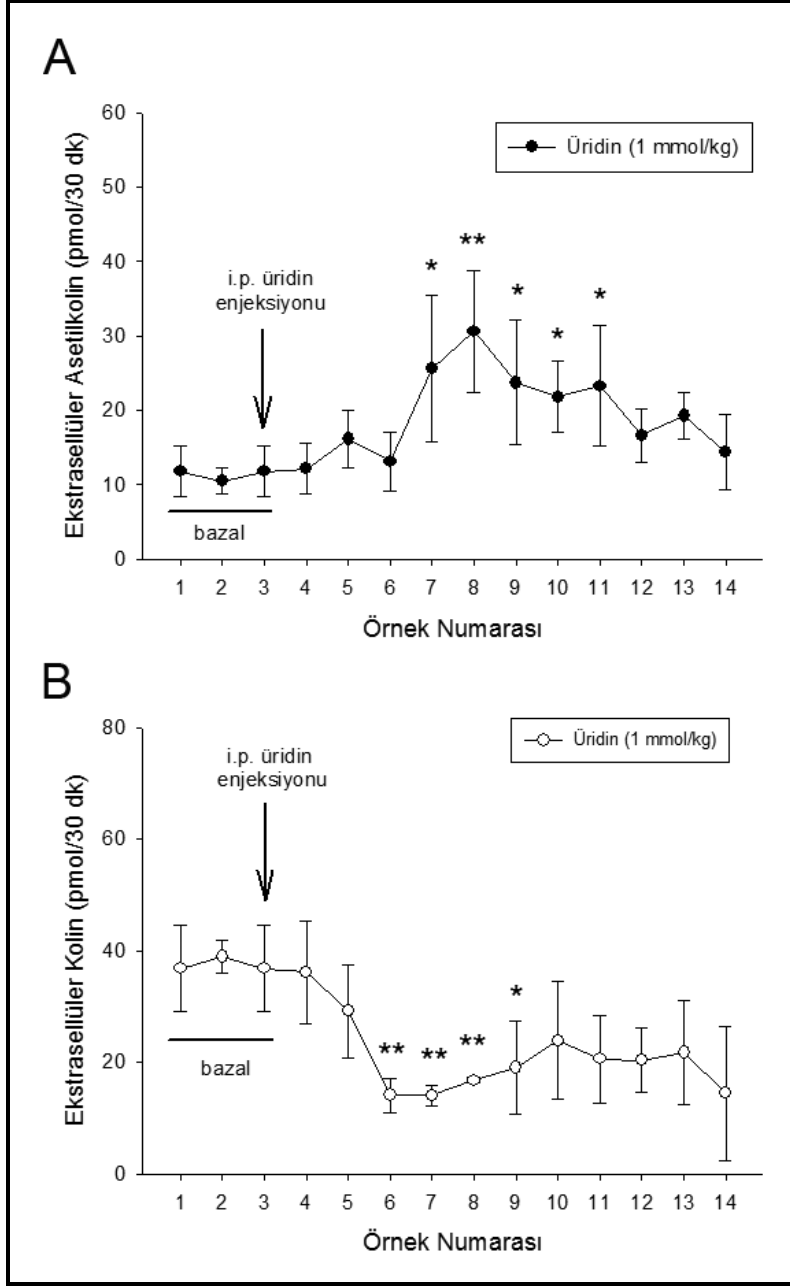 A
60
50
40
30
20
10
0
Ekstrasellüler Asetilkolin (pmol/30 dk)
Üridin (1 mmol/kg)
i.p. üridin
enjeksiyonu
*
**
*
*
*
bazal
1 2 3 4 5 6 7 8 9 10 11 12 13 14
Örnek Numarası
B
80
60
40
20
0
Ekstrasellüler Kolin (pmol/30 dk)
Üridin (1 mmol/kg)
i.p. üridin
enjeksiyonu
**
**
**
*
bazal
1 2 3 4 5 6 7 8 9 10 11 12 13 14
Örnek Numarası